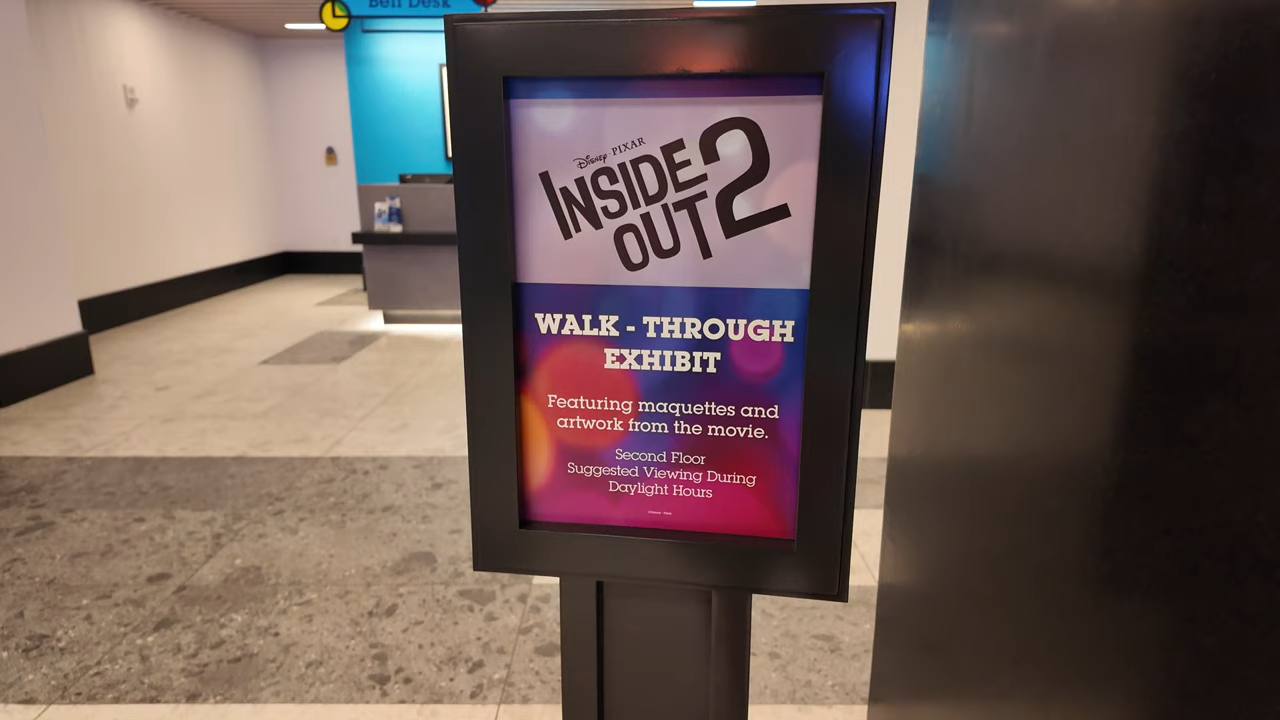 Bell Desk
Disney · PIXAR
INSIDE
OUT 2
WALK - THROUGH
EXHIBIT
Featuring maquettes and
artwork from the movie.
Second Floor
Suggested Viewing During
Daylight Hours